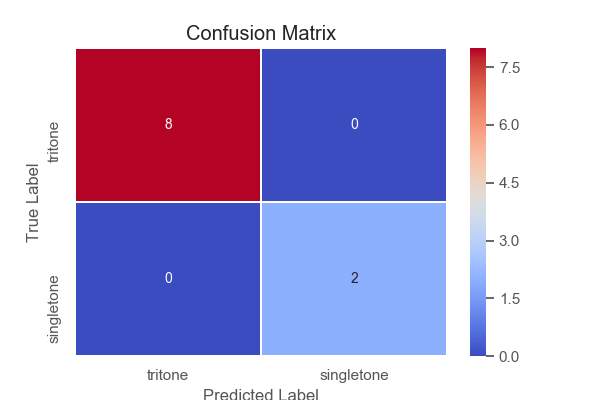 Confusion Matrix
True Label
tritone
singletone
8
0
0
2
tritone
singletone
Predicted Label
7.5
6.0
4.5
3.0
1.5
0.0